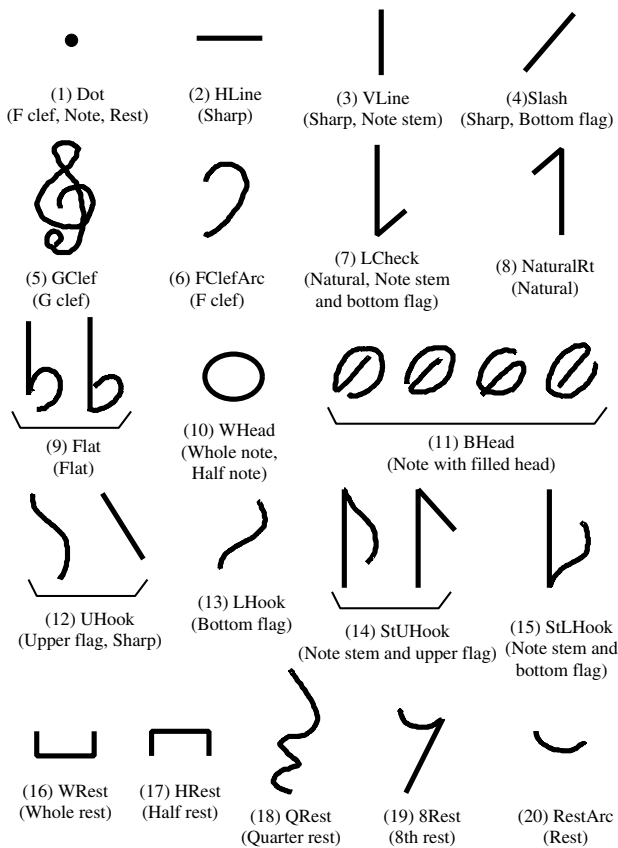 (1) Dot
(F clef, Note, Rest)
(2) HLine
(Sharp)
(3) VLine
(Sharp, Note stem)
(4)Slash
(Sharp, Bottom flag)
(5) GClef
(G clef)
(6) FClefArc
(F clef)
(7) LCheck
(Natural, Note stem
and bottom flag)
(8) NaturalRt
(Natural)
(9) Flat
(Flat)
(10) WHead
(Whole note,
Half note)
(11) BHead
(Note with filled head)
(12) UHook
(Upper flag, Sharp)
(13) LHook
(Bottom flag)
(14) StUHook
(Note stem and upper flag)
(15) StLHook
(Note stem and
bottom flag)
(16) WRest
(Whole rest)
(17) HRest
(Half rest)
(18) QRest
(Quarter rest)
(19) 8Rest
(8th rest)
(20) RestArc
(Rest)